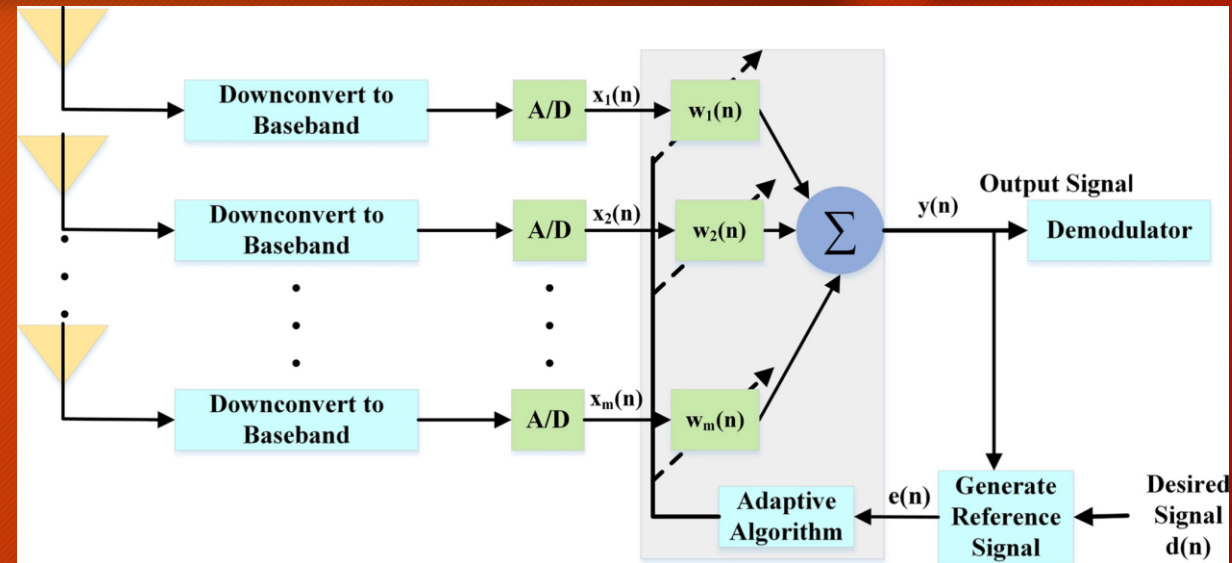 Downconvert to
Baseband
A/D
x₁(n)
w₁(n)
Downconvert to
Baseband
A/D
x₂(n)
w₂(n)
Σ
Output Signal
y(n)
Demodulator
Downconvert to
Baseband
A/D
xₘ(n)
wₘ(n)
Adaptive
Algorithm
e(n)
Generate
Reference
Signal
Desired
Signal
d(n)